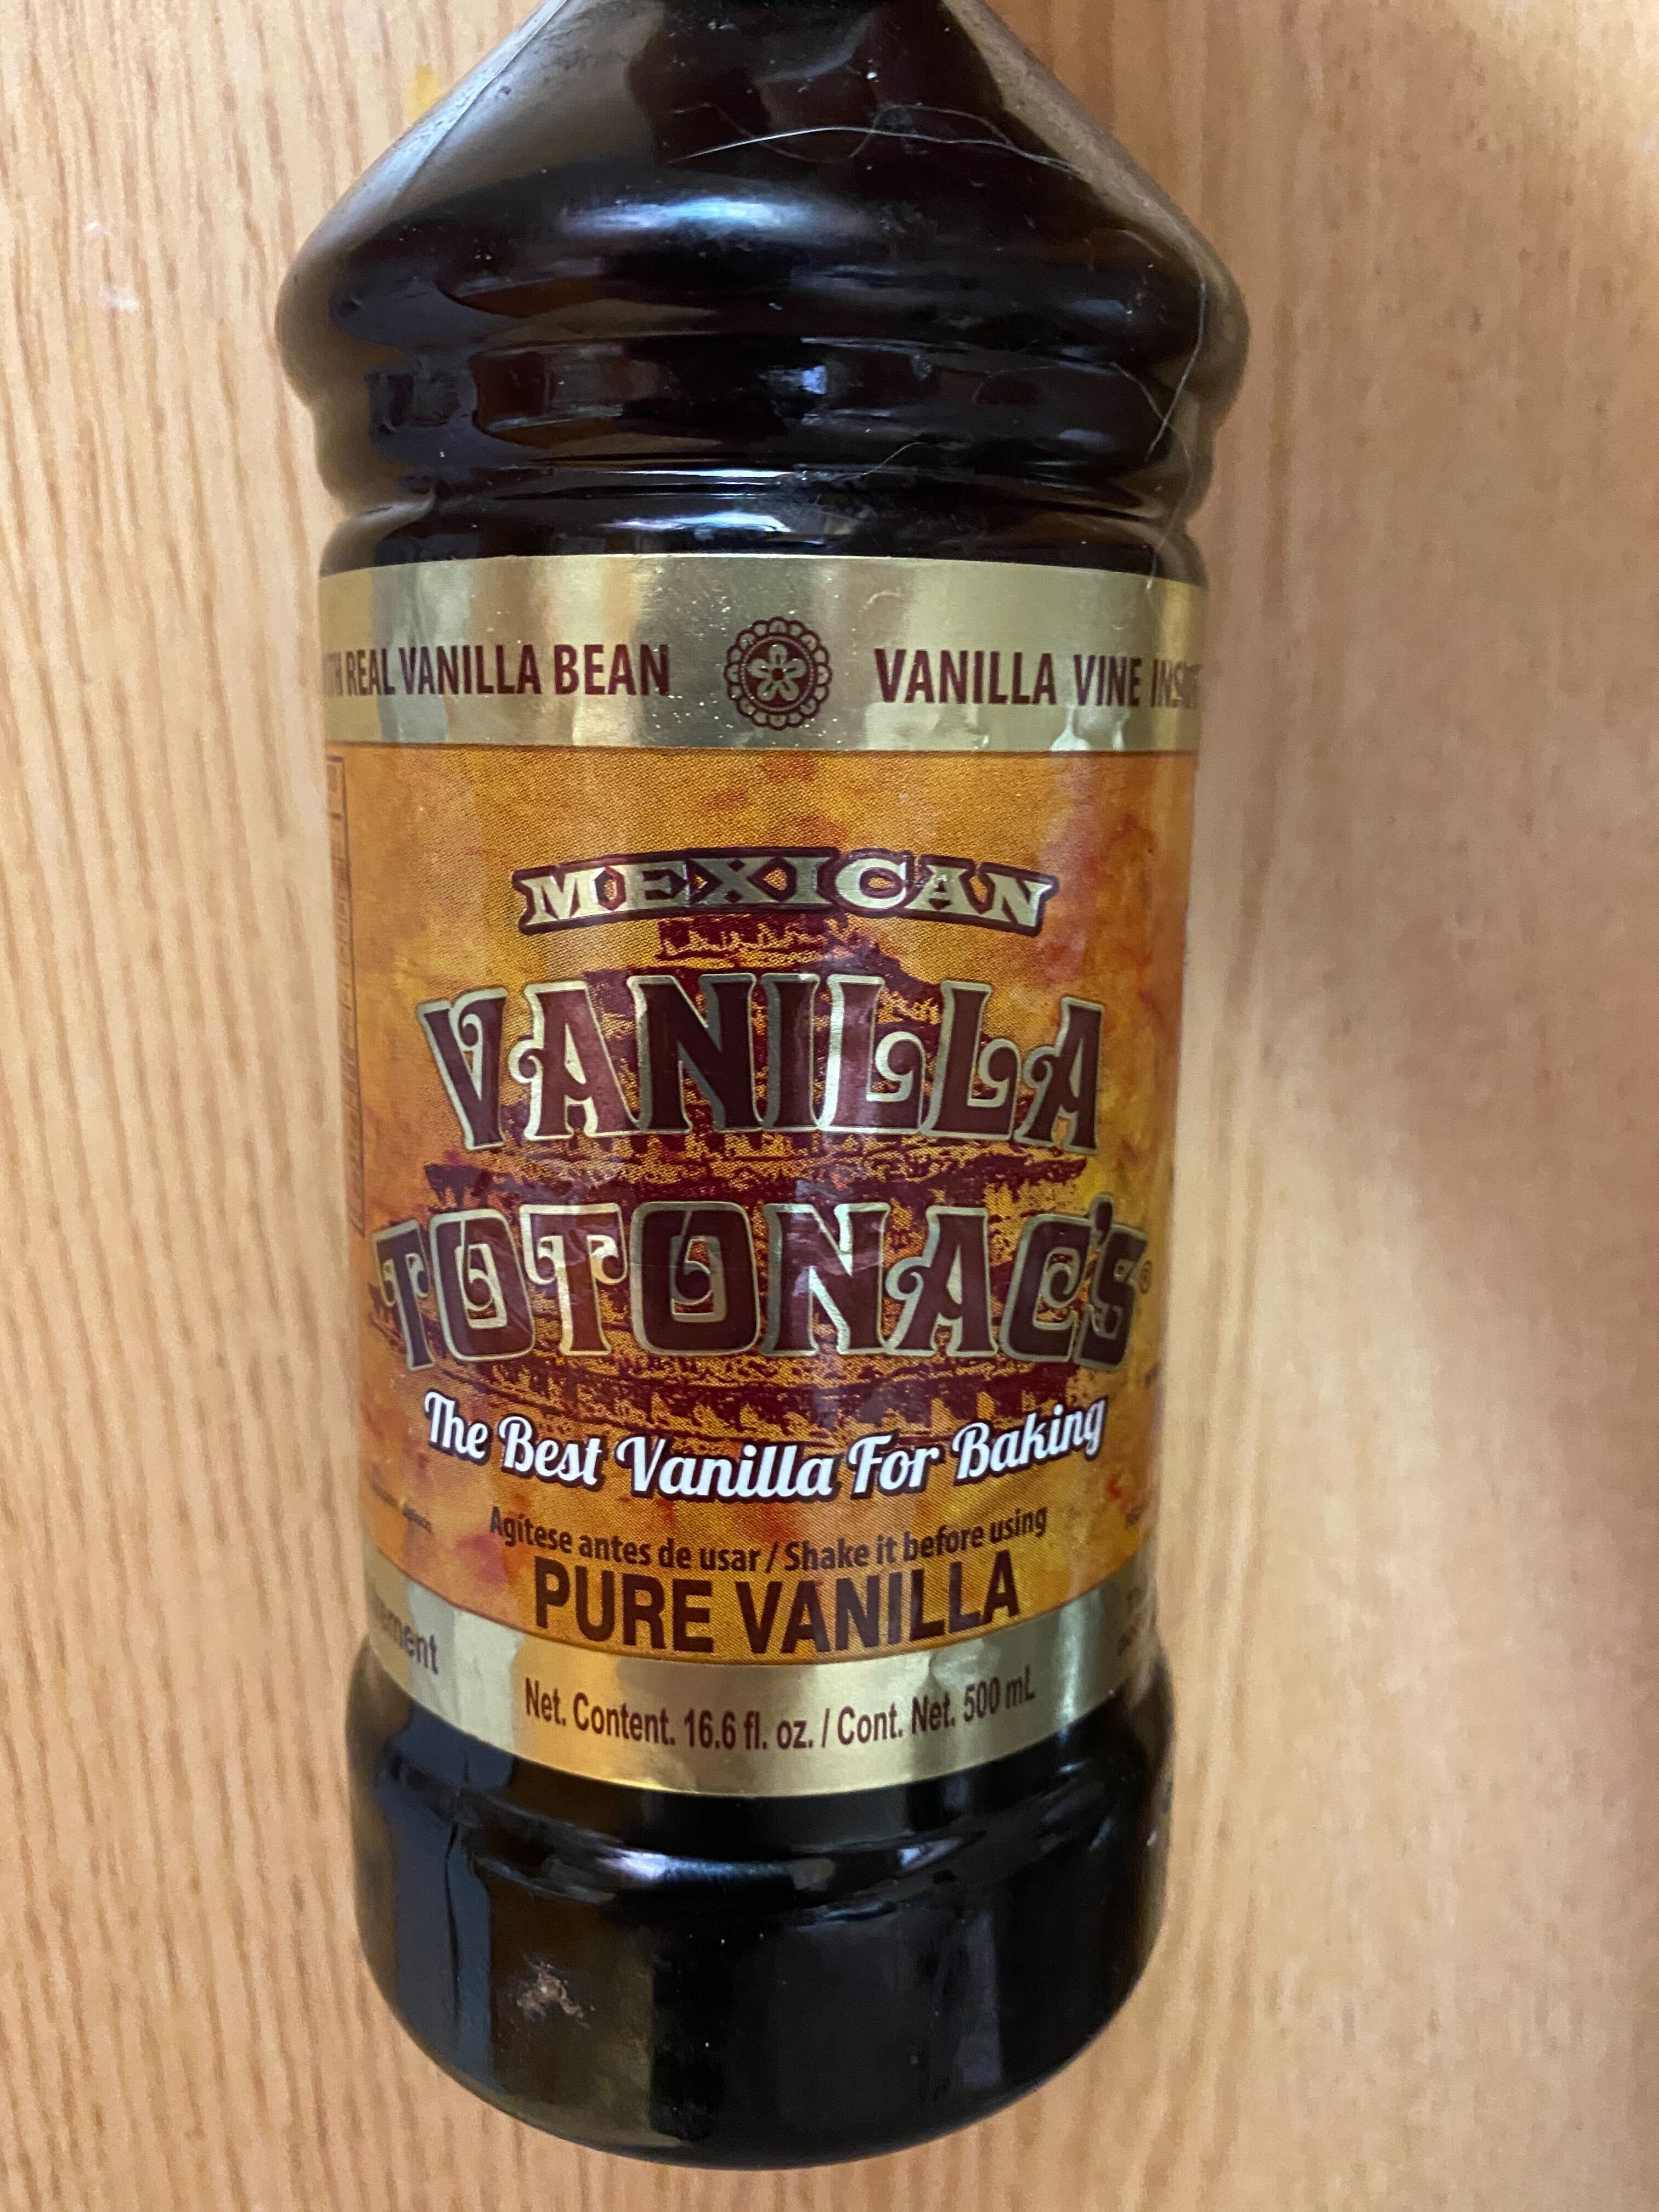 REAL VANILLA BEAN VANILLA VINE
MEXICAN
VANILLA
TOTONAC'S®
The Best Vanilla For Baking
Agítese antes de usar / Shake it before using
PURE VANILLA
Net. Content. 16.6 fl. oz. / Cont. Net. 500 mL